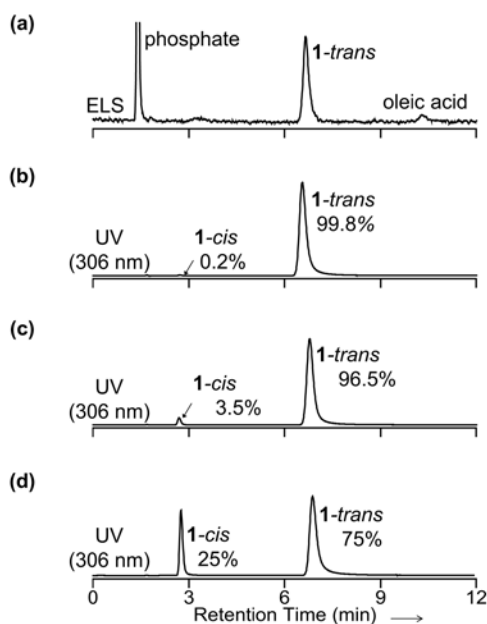 (a)
phosphate
1-trans
ELS
oleic acid
(b)
1-trans
99.8%
UV
(306 nm)
1-cis
0.2%
(c)
1-trans
96.5%
UV
(306 nm)
1-cis
3.5%
(d)
UV
(306 nm)
1-cis
25%
1-trans
75%
0 3 6 9 12
Retention Time (min)